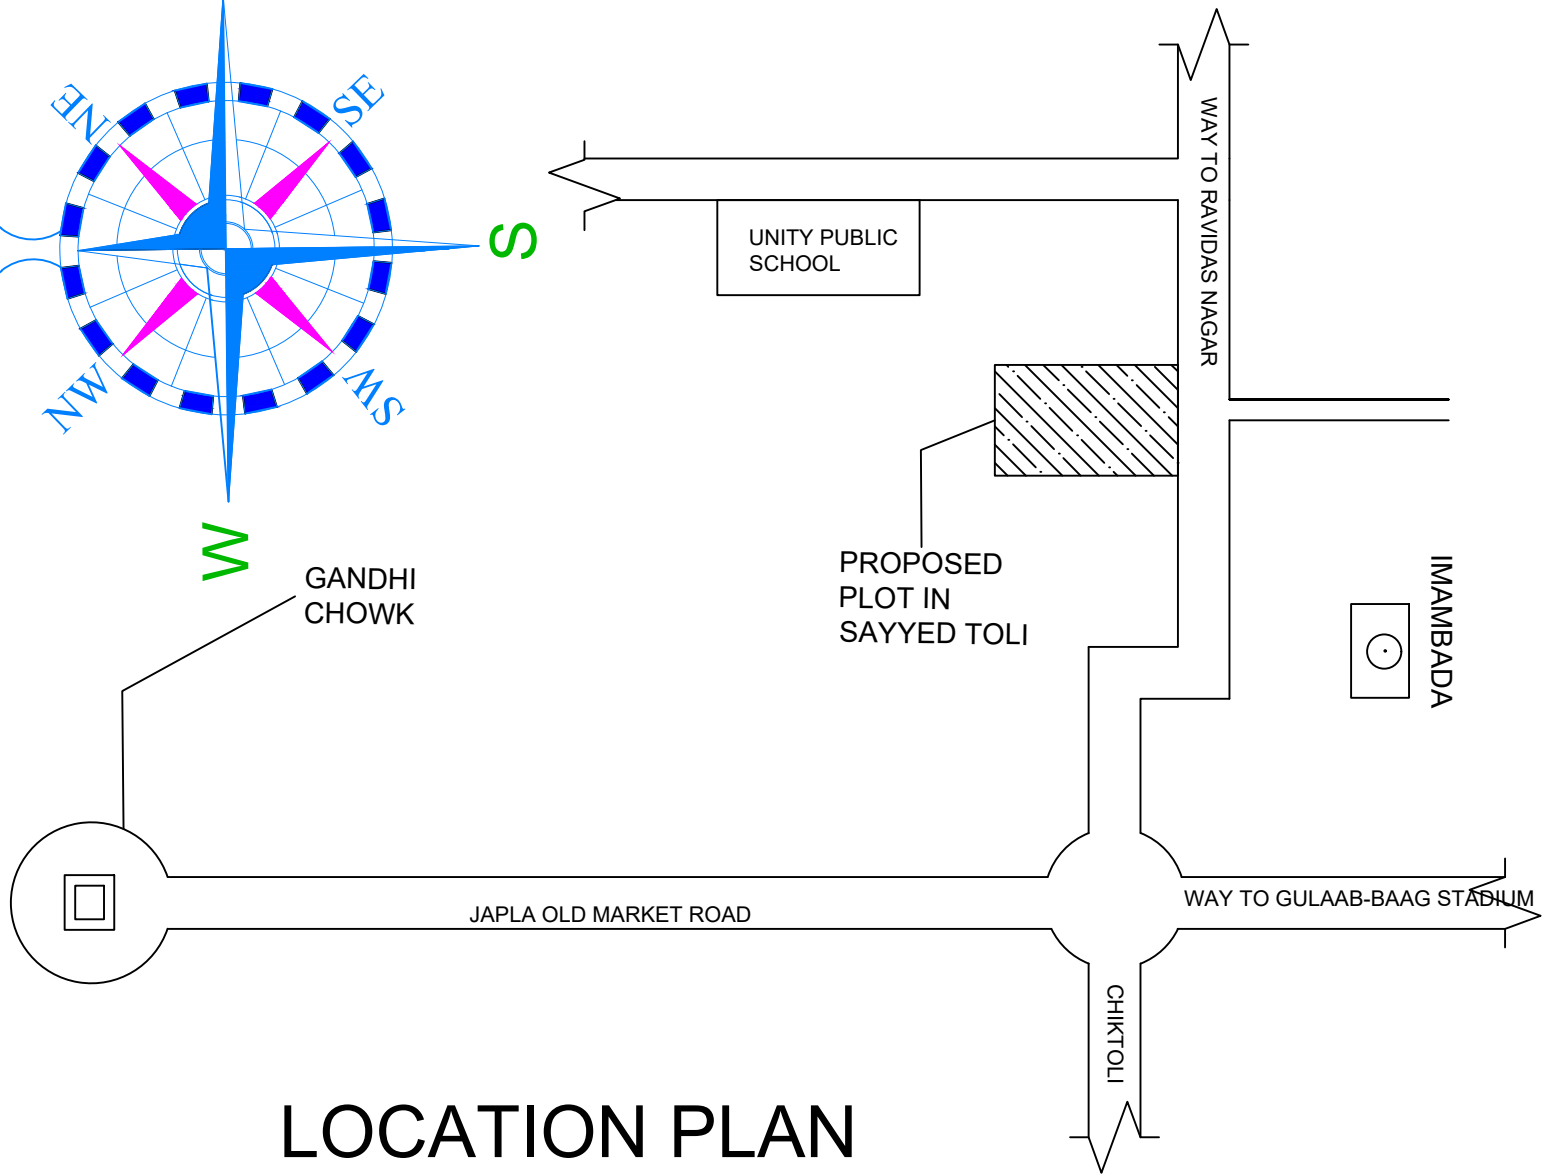 NE
SE
S
NW
SW
W
WAY TO RAVIDAS NAGAR
UNITY PUBLIC
SCHOOL
GANDHI
CHOWK
PROPOSED
PLOT IN
SAYYED TOLI
IMAMBADA
JAPLA OLD MARKET ROAD
WAY TO GULAAB-BAAG STADIUM
CHIKTOLI
LOCATION PLAN